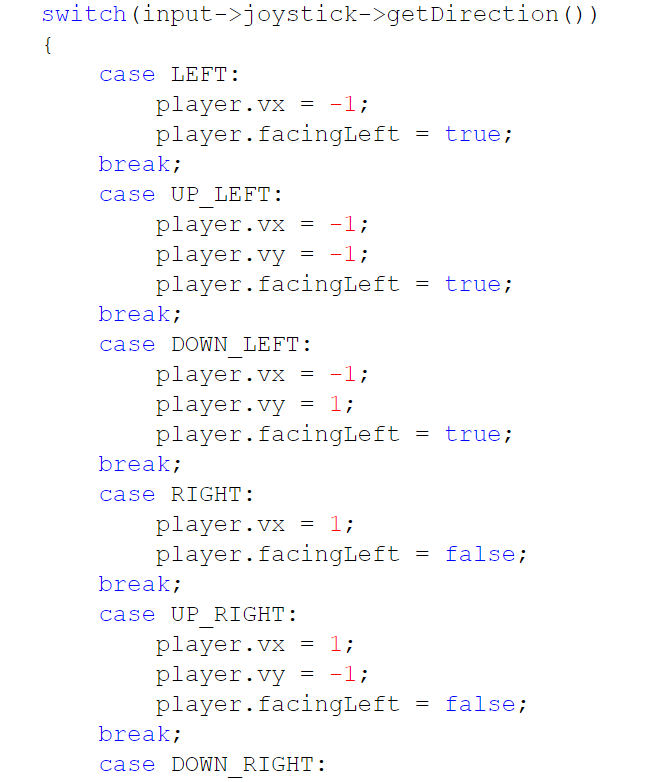 switch(input->joystick->getDirection())
{
    case LEFT:
        player.vx = -1;
        player.facingLeft = true;
    break;
    case UP_LEFT:
        player.vx = -1;
        player.vy = -1;
        player.facingLeft = true;
    break;
    case DOWN_LEFT:
        player.vx = -1;
        player.vy = 1;
        player.facingLeft = true;
    break;
    case RIGHT:
        player.vx = 1;
        player.facingLeft = false;
    break;
    case UP_RIGHT:
        player.vx = 1;
        player.vy = -1;
        player.facingLeft = false;
    break;
    case DOWN_RIGHT: